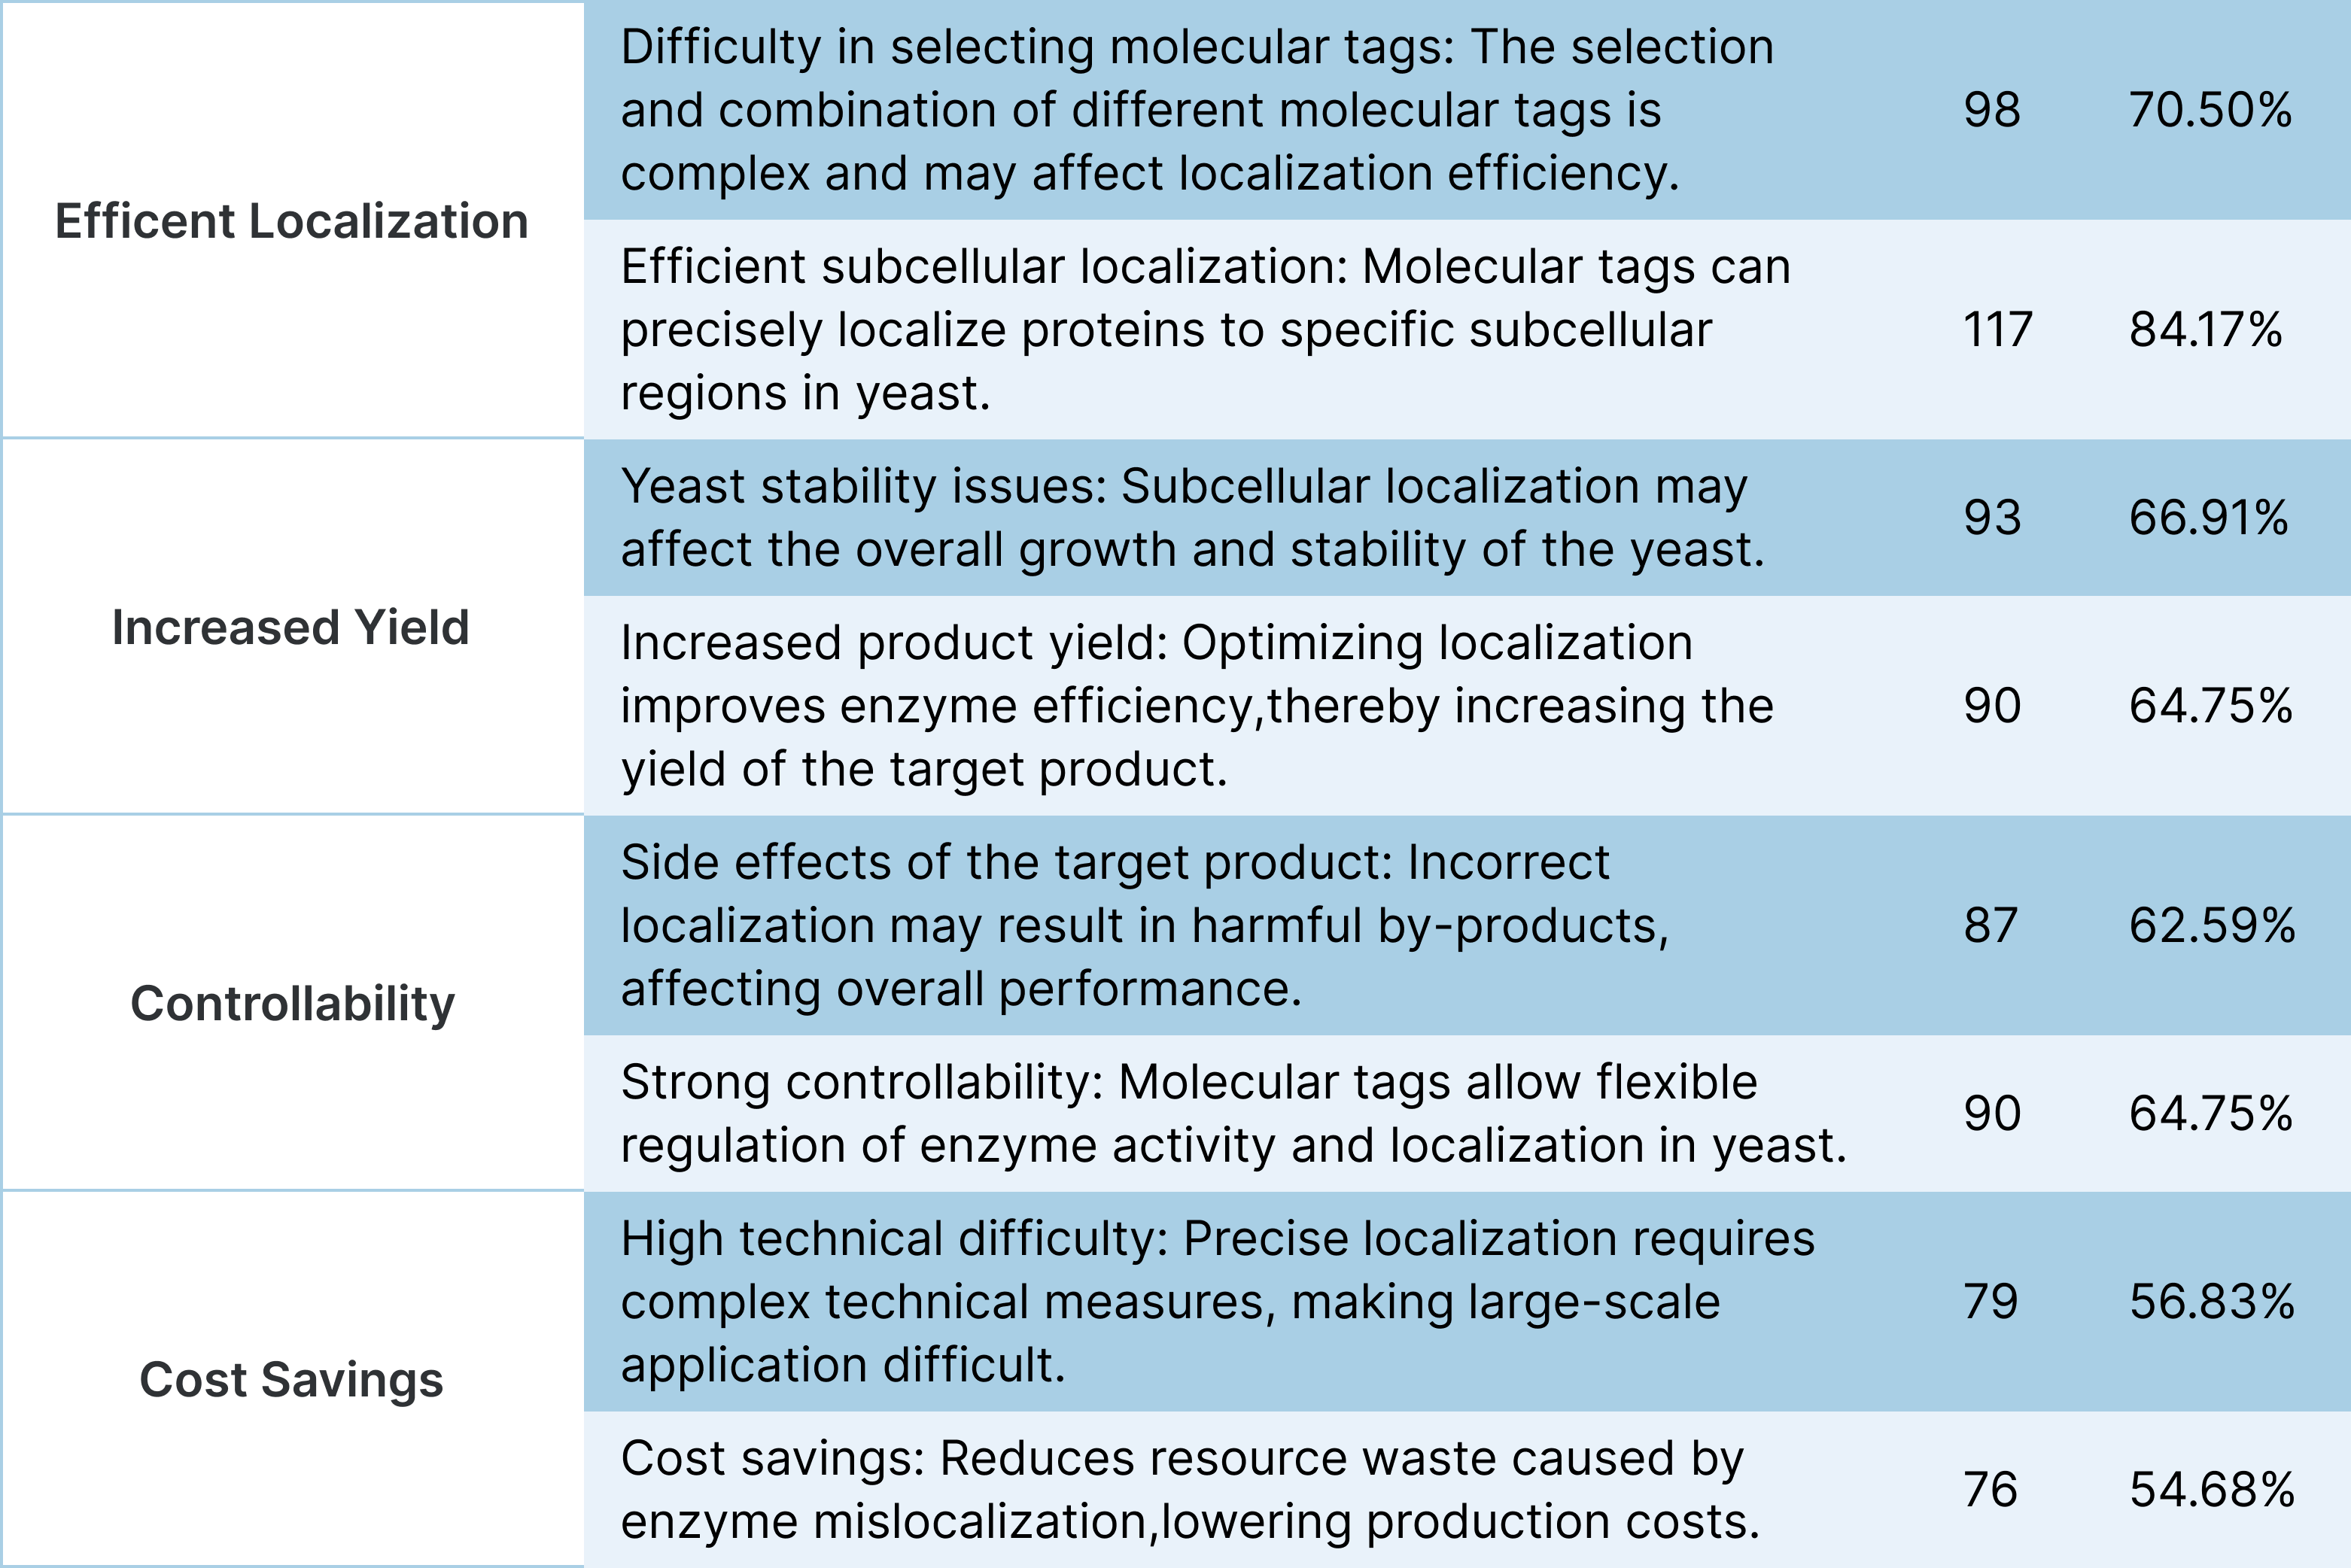 Efficent Localization
Difficulty in selecting molecular tags: The selection
and combination of different molecular tags is
complex and may affect localization efficiency.
98
70.50%
Efficient subcellular localization: Molecular tags can
precisely localize proteins to specific subcellular
regions in yeast.
117
84.17%
Increased Yield
Yeast stability issues: Subcellular localization may
affect the overall growth and stability of the yeast.
93
66.91%
Increased product yield: Optimizing localization
improves enzyme efficiency,thereby increasing the
yield of the target product.
90
64.75%
Controllability
Side effects of the target product: Incorrect
localization may result in harmful by-products,
affecting overall performance.
87
62.59%
Strong controllability: Molecular tags allow flexible
regulation of enzyme activity and localization in yeast.
90
64.75%
Cost Savings
High technical difficulty: Precise localization requires
complex technical measures, making large-scale
application difficult.
79
56.83%
Cost savings: Reduces resource waste caused by
enzyme mislocalization,lowering production costs.
76
54.68%